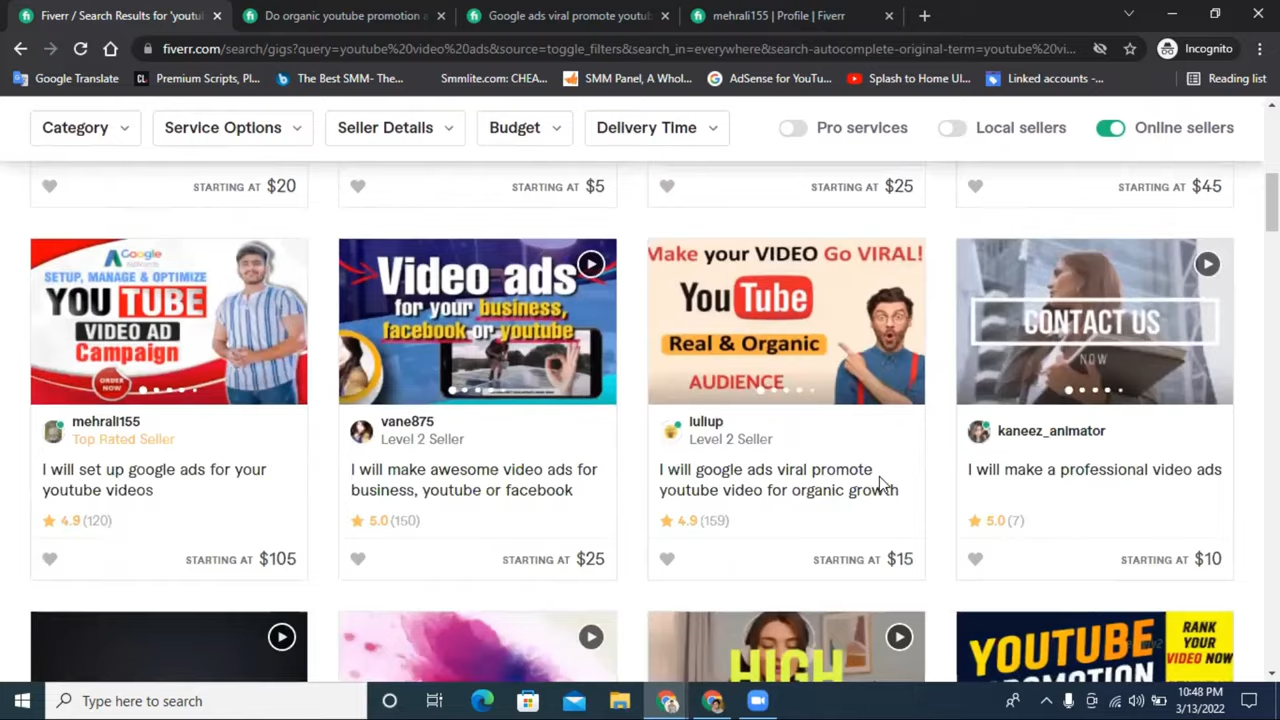 Fiverr / Search Results for 'youtu
Do organic youtube promotion a
Google ads viral promote youtub
mehrali155 | Profile | Fiverr
fiverr.com/search/gigs?query=youtube%20video%20ads&source=toggle_filters&search_in=everywhere&search-autocomplete-original-term=youtube%20vi...
Incognito
Google Translate
Premium Scripts, Pl...
The Best SMM- The...
Smmlite.com: CHEA...
SMM Panel, A Whol...
AdSense for YouTu...
Splash to Home UI...
Linked accounts -...
Reading list
Category
Service Options
Seller Details
Budget
Delivery Time
Pro services
Local sellers
Online sellers
STARTING AT $20
STARTING AT $5
STARTING AT $25
STARTING AT $45
Google
SETUP, MANAGE & OPTIMIZE
YOU TUBE
VIDEO AD
Campaign
ORDER
NOW
Video ads
for your business,
facebook or youtube
Make your VIDEO Go VIRAL!
YouTube
Real & Organic
AUDIENCE
CONTACT US
NOW
mehrali155
Top Rated Seller
I will set up google ads for your
youtube videos
4.9 (120)
STARTING AT $105
vane875
Level 2 Seller
I will make awesome video ads for
business, youtube or facebook
5.0 (150)
STARTING AT $25
luliup
Level 2 Seller
I will google ads viral promote
youtube video for organic growth
4.9 (159)
STARTING AT $15
kaneez_animator
I will make a professional video ads
5.0 (7)
STARTING AT $10
HIGH
YOUTUBE
PROMOTION
RANK
YOUR
VIDEO NOW
Type here to search
10:48 PM
3/13/2022